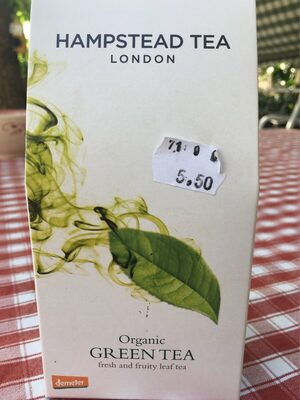 HAMPSTEAD TEA
LONDON
5.50
Organic
GREEN TEA
fresh and fruity leaf tea
demeter